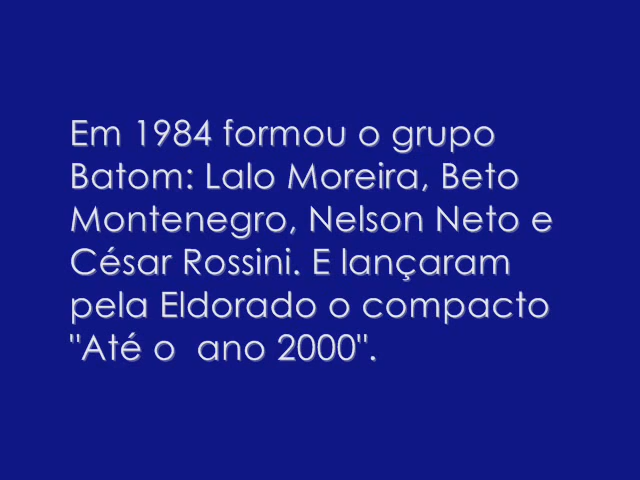 Em 1984 formou o grupo
Batom: Lalo Moreira, Beto
Montenegro, Nelson Neto e
César Rossini. E lançaram
pela Eldorado o compacto
"Até o  ano 2000".